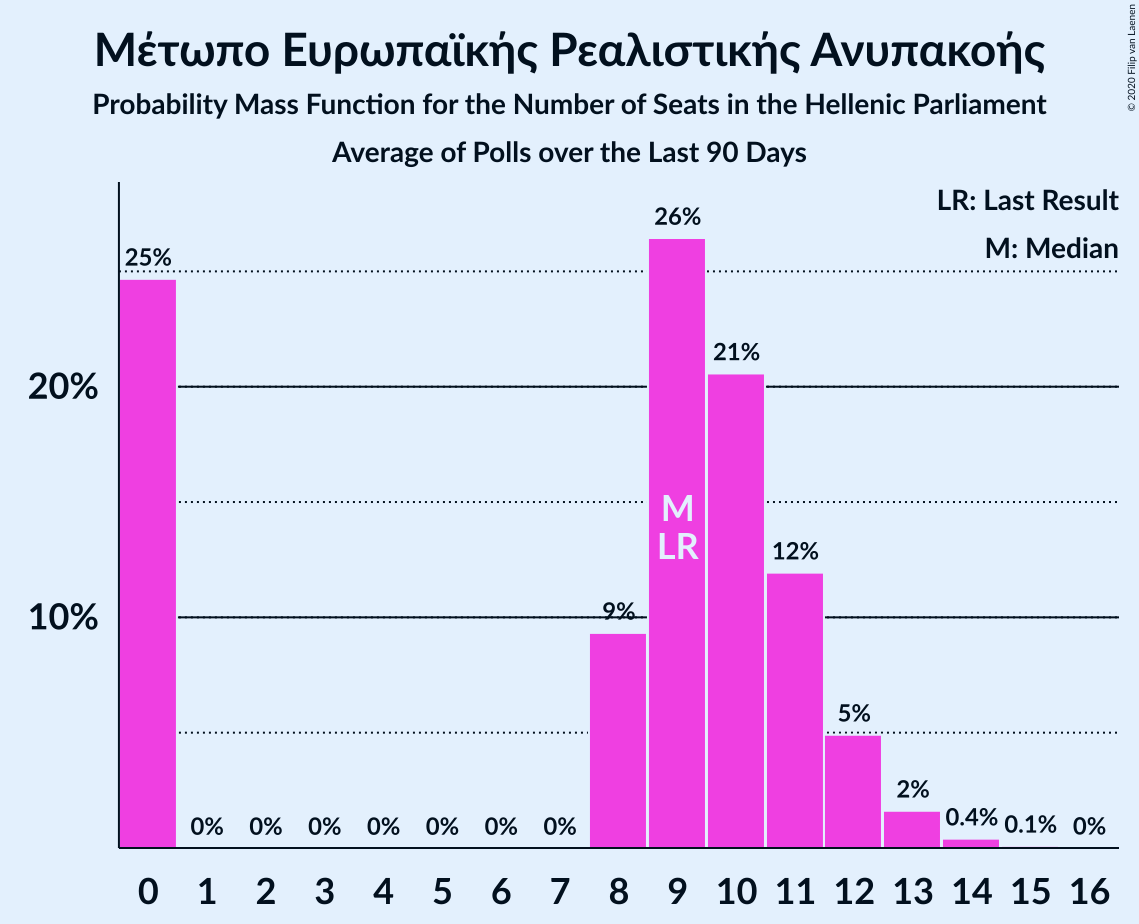 Μέτωπο Ευρωπαϊκής Ρεαλιστικής Ανυπακοής
Probability Mass Function for the Number of Seats in the Hellenic Parliament
Average of Polls over the Last 90 Days
© 2020 Filip van Laenen
LR: Last Result
M: Median
20%
10%
25%
0%
0%
0%
0%
0%
0%
0%
9%
26%
21%
12%
5%
2%
0.4%
0.1%
0%
M
LR
0 1 2 3 4 5 6 7 8 9 10 11 12 13 14 15 16